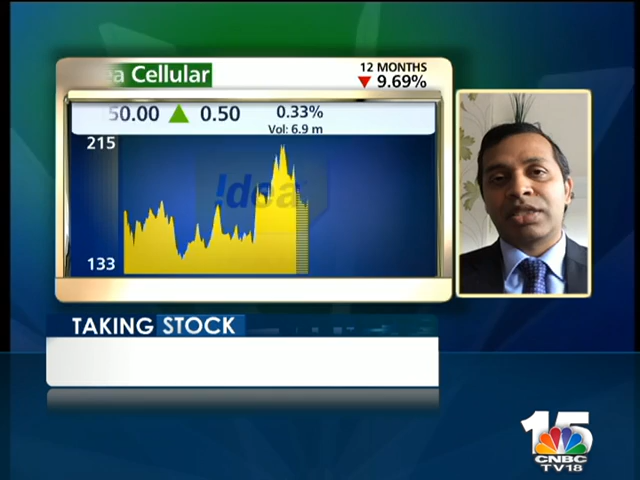 ea Cellular
12 MONTHS
▼ 9.69%
50.00 ▲ 0.50 0.33%
Vol: 6.9 m
215
!dea
133
TAKING STOCK
15
CNBC
TV18